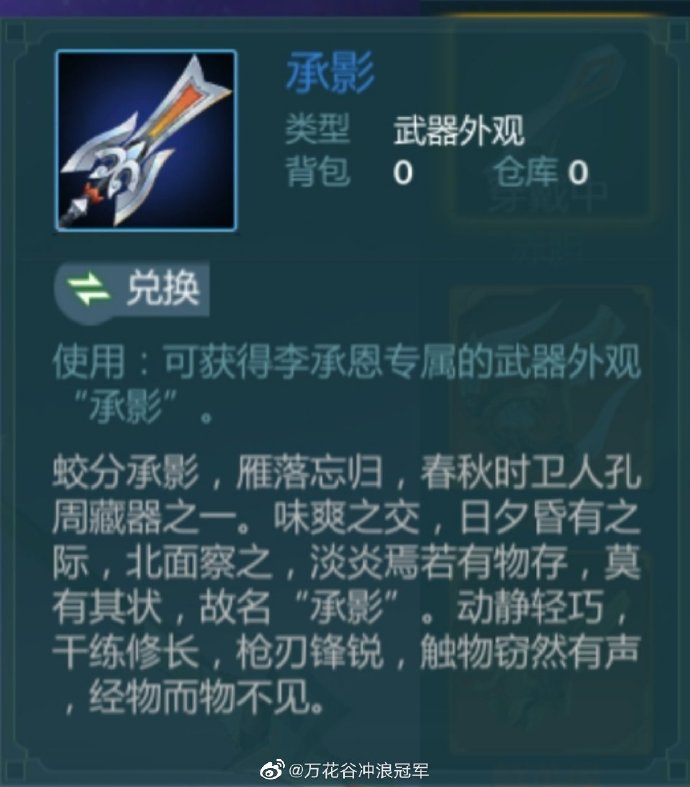 承影
类型 武器外观
背包 0 仓库 0
穿戴中
兑换
使用：可获得李承恩专属的武器外观
“承影”。
蛟分承影，雁落忘归，春秋时卫人孔
周藏器之一。味爽之交，日夕昏有之
际，北面察之，淡炎焉若有物存，莫
有其状，故名“承影”。动静轻巧，
干练修长，枪刃锋锐，触物窃然有声
，经物而物不见。
@万花谷冲浪冠军